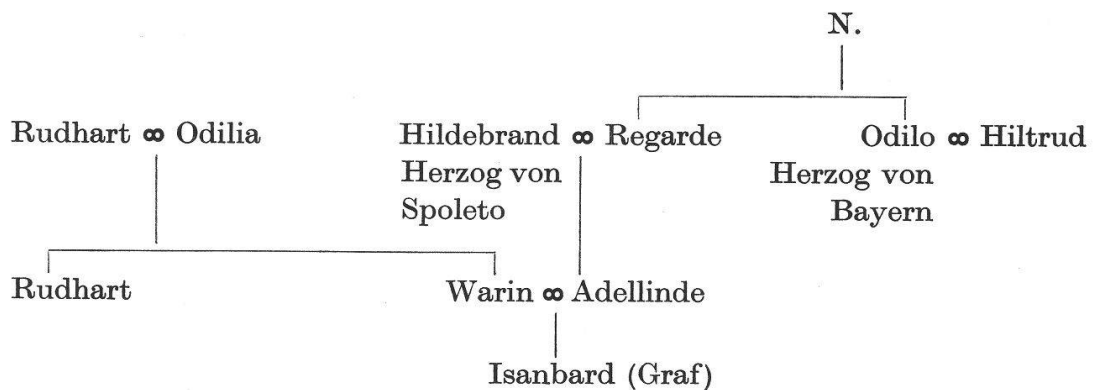 N.
Rudhart ∞ Odilia Hildebrand ∞ Regarde Odilo ∞ Hiltrud
Herzog von Herzog von
Spoleto Bayern
Rudhart Warin ∞ Adellinde
Isanbard (Graf)